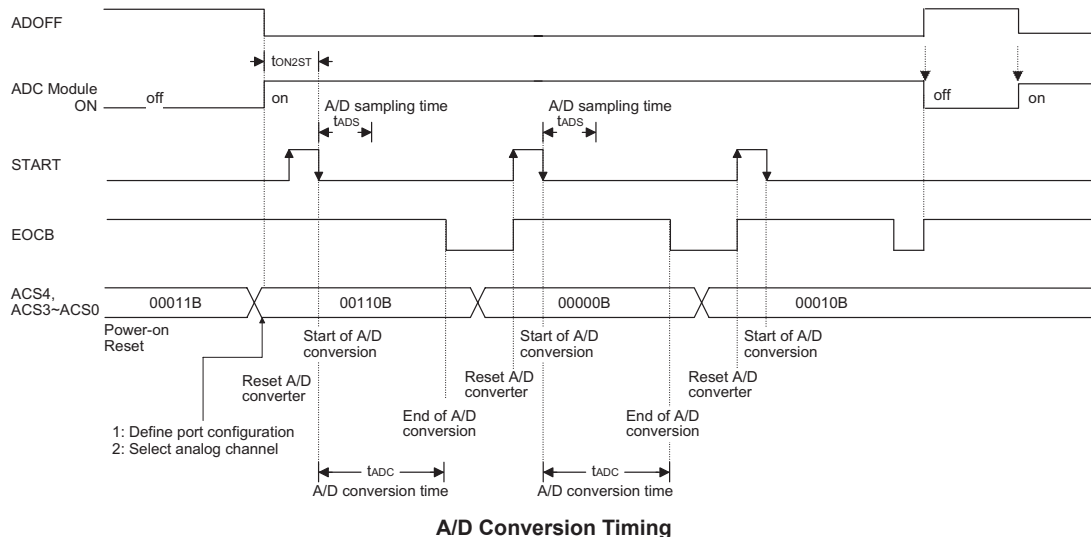 ADOFF
tON2ST
ADC Module
ON
off
on
off
on
A/D sampling time
tADS
A/D sampling time
tADS
START
EOCB
ACS4,
ACS3~ACS0
00011B
00110B
00000B
00010B
Power-on
Reset
Start of A/D
conversion
Start of A/D
conversion
Start of A/D
conversion
Reset A/D
converter
Reset A/D
converter
Reset A/D
converter
End of A/D
conversion
End of A/D
conversion
1: Define port configuration
2: Select analog channel
tADC
A/D conversion time
tADC
A/D conversion time
A/D Conversion Timing